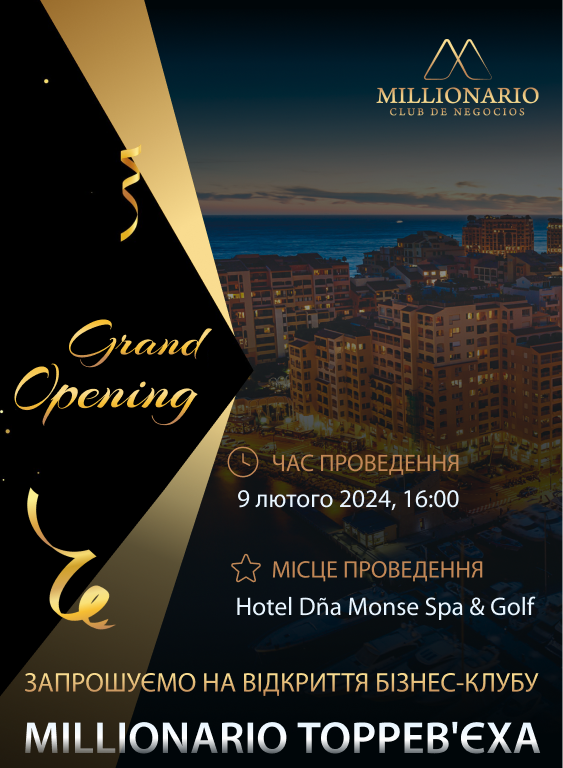 MILLIONARIO
CLUB DE NEGOCIOS
Grand
Opening
ЧАС ПРОВЕДЕННЯ
9 лютого 2024, 16:00
МІСЦЕ ПРОВЕДЕННЯ
Hotel Dña Monse Spa & Golf
ЗАПРОШУЄМО НА ВІДКРИТТЯ БІЗНЕС-КЛУБУ
MILLIONARIO ТОРРЕВ'ЄХА